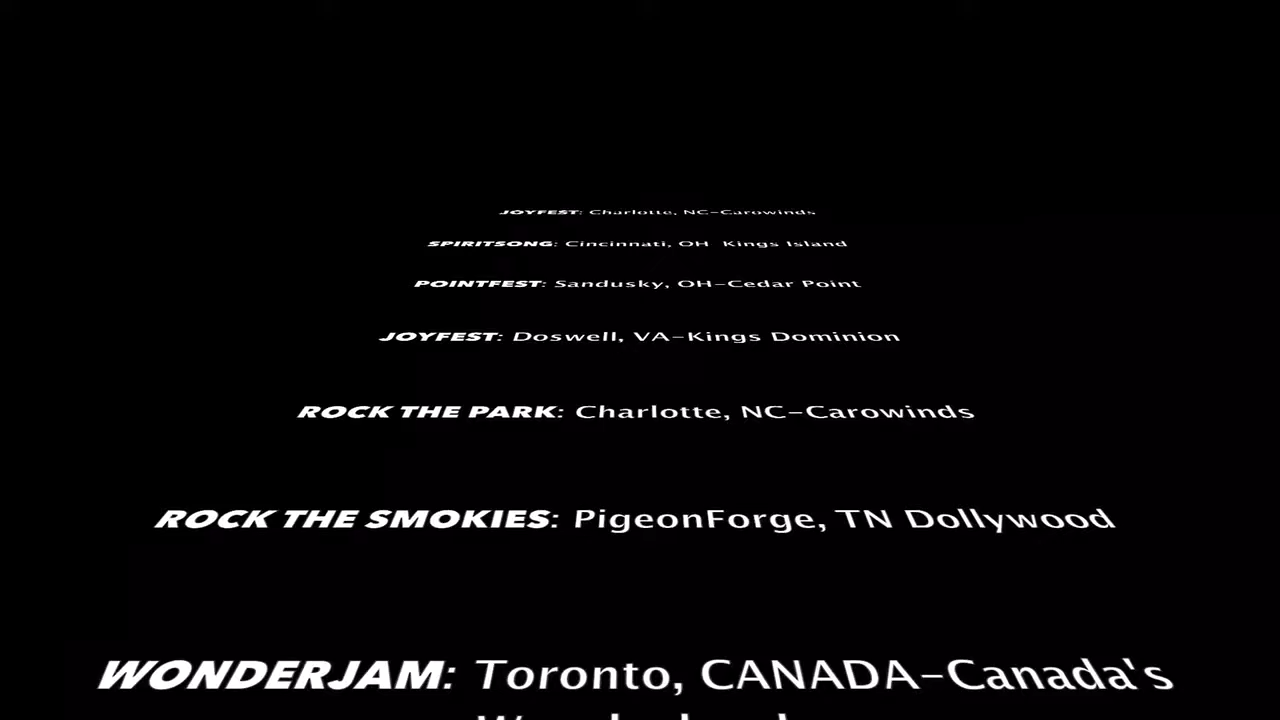 JOYFEST: Charlotte, NC-Carowinds
SPIRITSONG: Cincinnati, OH Kings Island
POINTFEST: Sandusky, OH-Cedar Point
JOYFEST: Doswell, VA-Kings Dominion
ROCK THE PARK: Charlotte, NC-Carowinds
ROCK THE SMOKIES: PigeonForge, TN Dollywood
WONDERJAM: Toronto, CANADA-Canada's